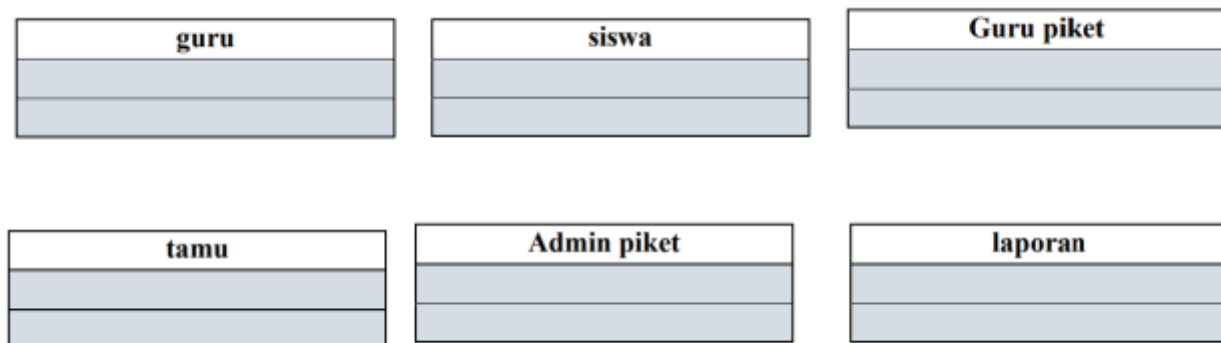 guru
siswa
Guru piket
tamu
Admin piket
laporan